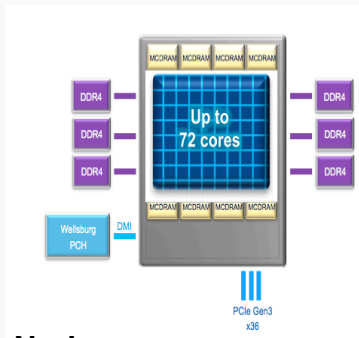 MCDRAM MCDRAM MCDRAM MCDRAM
DDR4
DDR4
DDR4
Up to
72 cores
DDR4
DDR4
DDR4
MCDRAM MCDRAM MCDRAM MCDRAM
Wellsburg
PCH
DMI
PCIe Gen3
x36